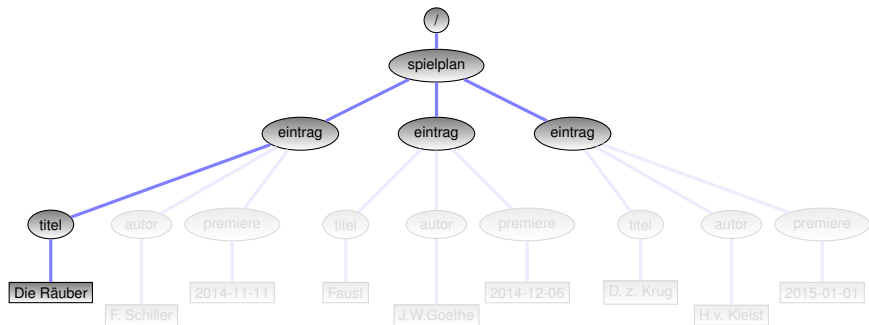 /
spielplan
eintrag eintrag eintrag
titel autor premiere titel autor premiere titel autor premiere
Die Räuber 2014-11-11 Faust 2014-12-06 D. z. Krug 2015-01-01
F. Schiller J.W.Goethe H.v. Kleist